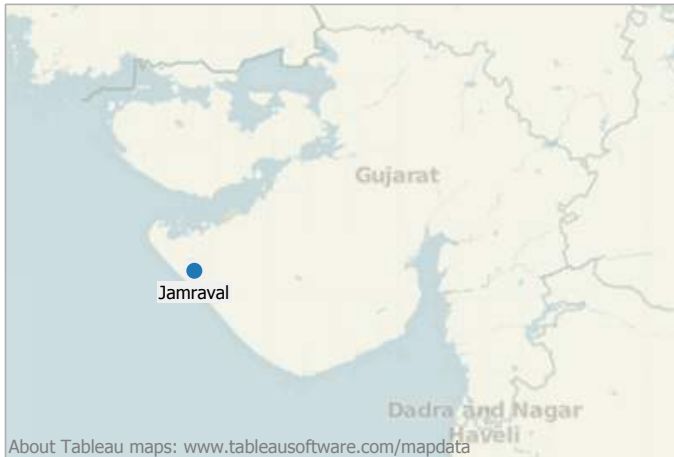 Gujarat
Jamraval
Dadra and Nagar
Haveli
About Tableau maps: www.tableausoftware.com/mapdata